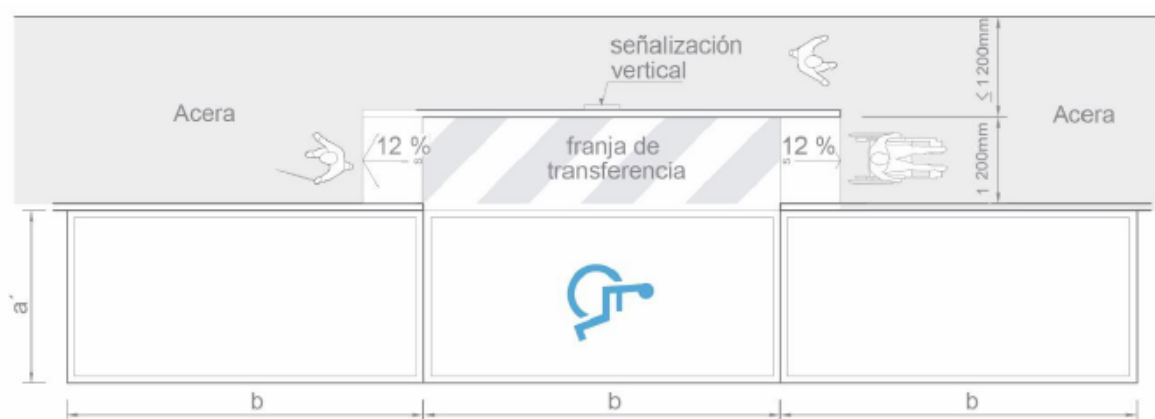 señalización
vertical
≤1200mm
Acera
Acera
12 %
franja de
transferencia
12 %
1 200mm
s
s
a´
b
b
b